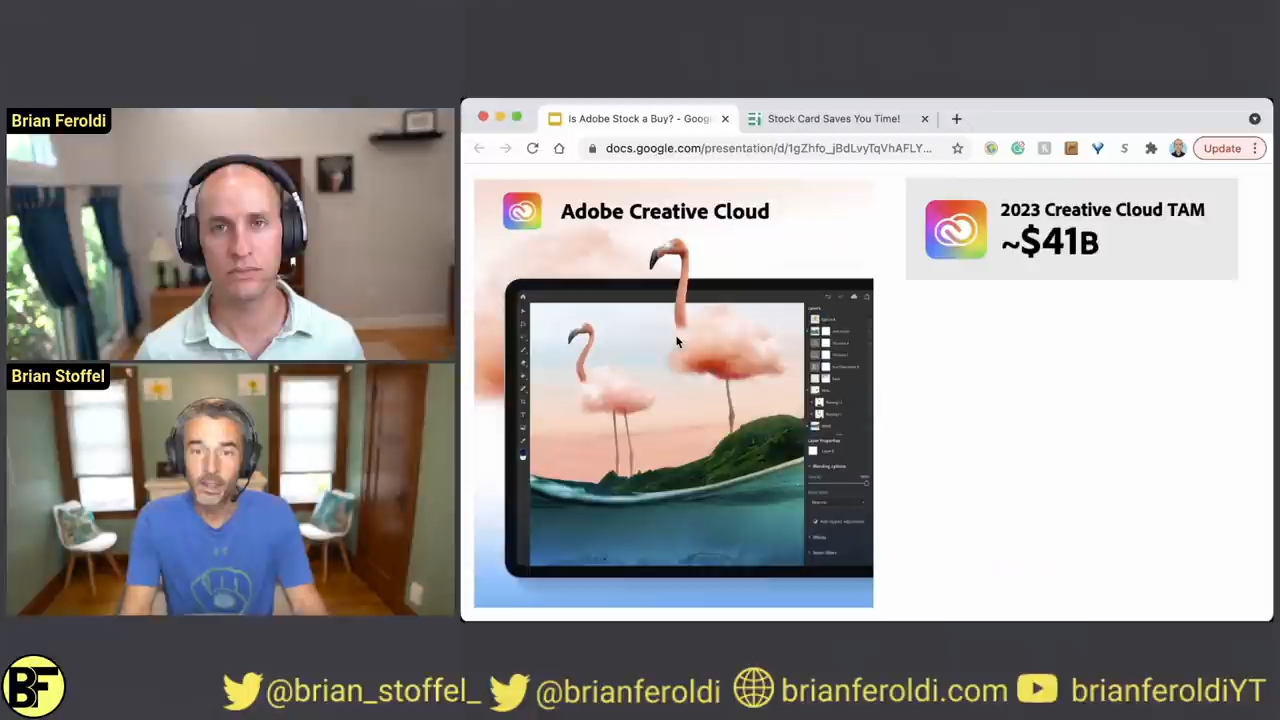 Brian Feroldi
Brian Stoffel
Is Adobe Stock a Buy? - Goog
Stock Card Saves You Time!
docs.google.com/presentation/d/1gZhfo_jBdLvyTqVhAFLY...
Update
Adobe Creative Cloud
2023 Creative Cloud TAM
~$41B
BF
@brian_stoffel_
@brianferoldi
brianferoldi.com
brianferoldiYT